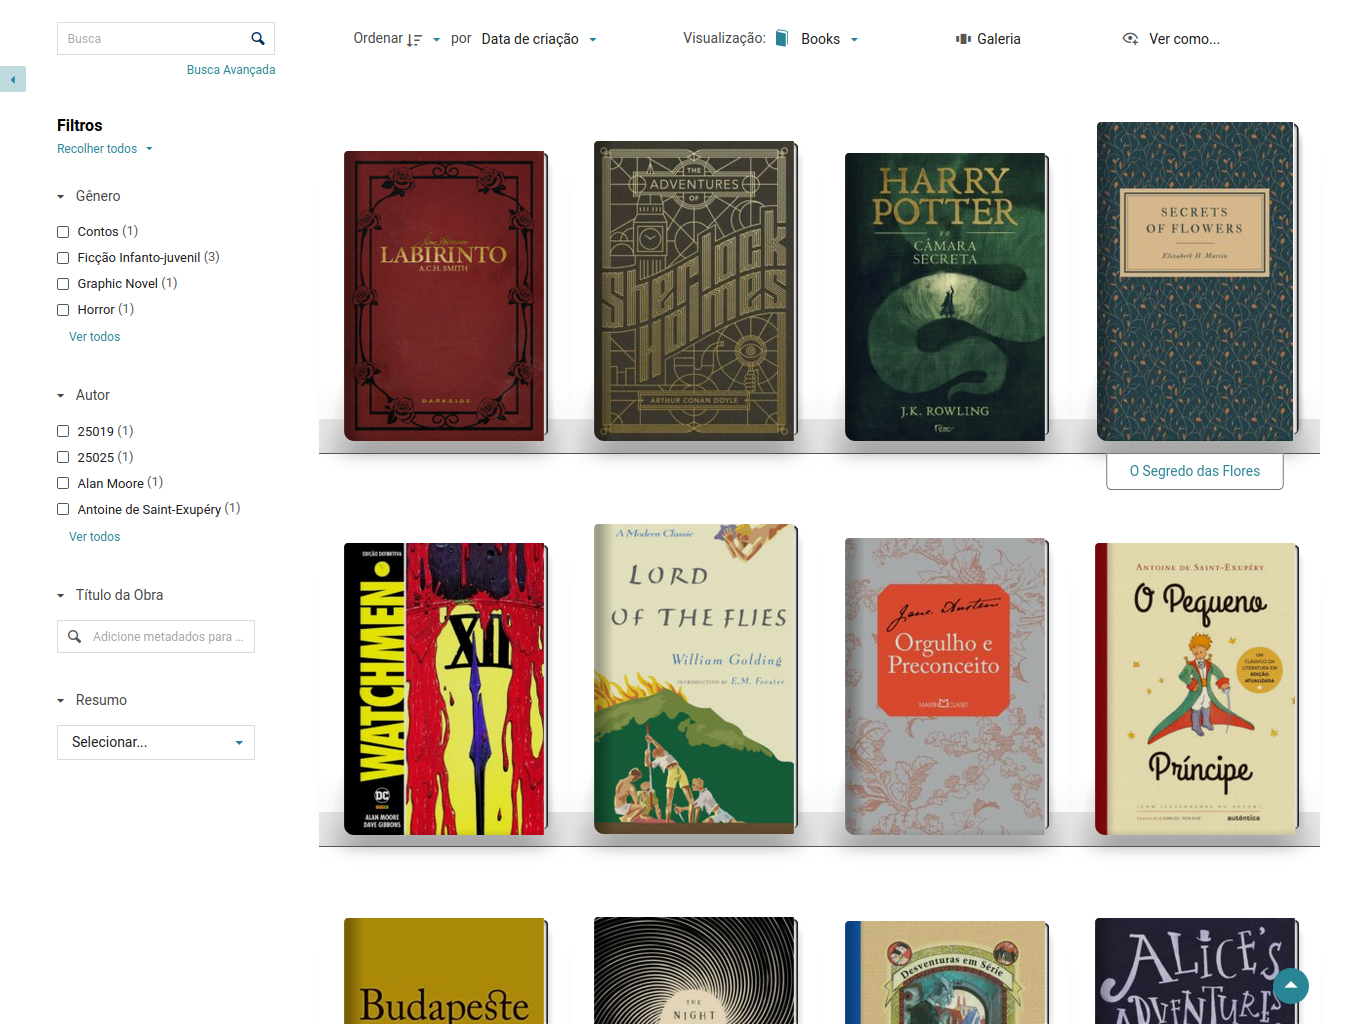 Busca
Busca Avançada
Ordenar por Data de criação Visualização: Books Galeria Ver como...
Filtros
Recolher todos
Gênero
Contos (1)
Ficção Infanto-juvenil (3)
Graphic Novel (1)
Horror (1)
Ver todos
Autor
25019 (1)
25025 (1)
Alan Moore (1)
Antoine de Saint-Exupéry (1)
Ver todos
Título da Obra
Adicione metadados para ...
Resumo
Selecionar...
LABIRINTO
A.C.H. SMITH
DARKSIDE
THE
ADVENTURES
OF
Sherlock
Holmes
ARTHUR CONAN DOYLE
HARRY
POTTER
e a
CÂMARA
SECRETA
J.K. ROWLING
SECRETS
OF FLOWERS
Elizabeth H. Martin
O Segredo das Flores
EDIÇÃO DEFINITIVA
WATCHMEN
XII
DC
ALAN MOORE
DAVE GIBBONS
A Modern Classic
LORD
OF THE FLIES
William Golding
INTRODUCTION BY E.M. Forster
Jane Austen
Orgulho e
Preconceito
MARTIN CLARET
ANTOINE DE SAINT-EXUPÉRY
O Pequeno
UM
CLÁSSICO DA
LITERATURA EM
EDIÇÃO
ATUALIZADA
Príncipe
autêntica
Budapeste
THE
NIGHT
Desventuras em Série
ALICE'S
ADVENTURES